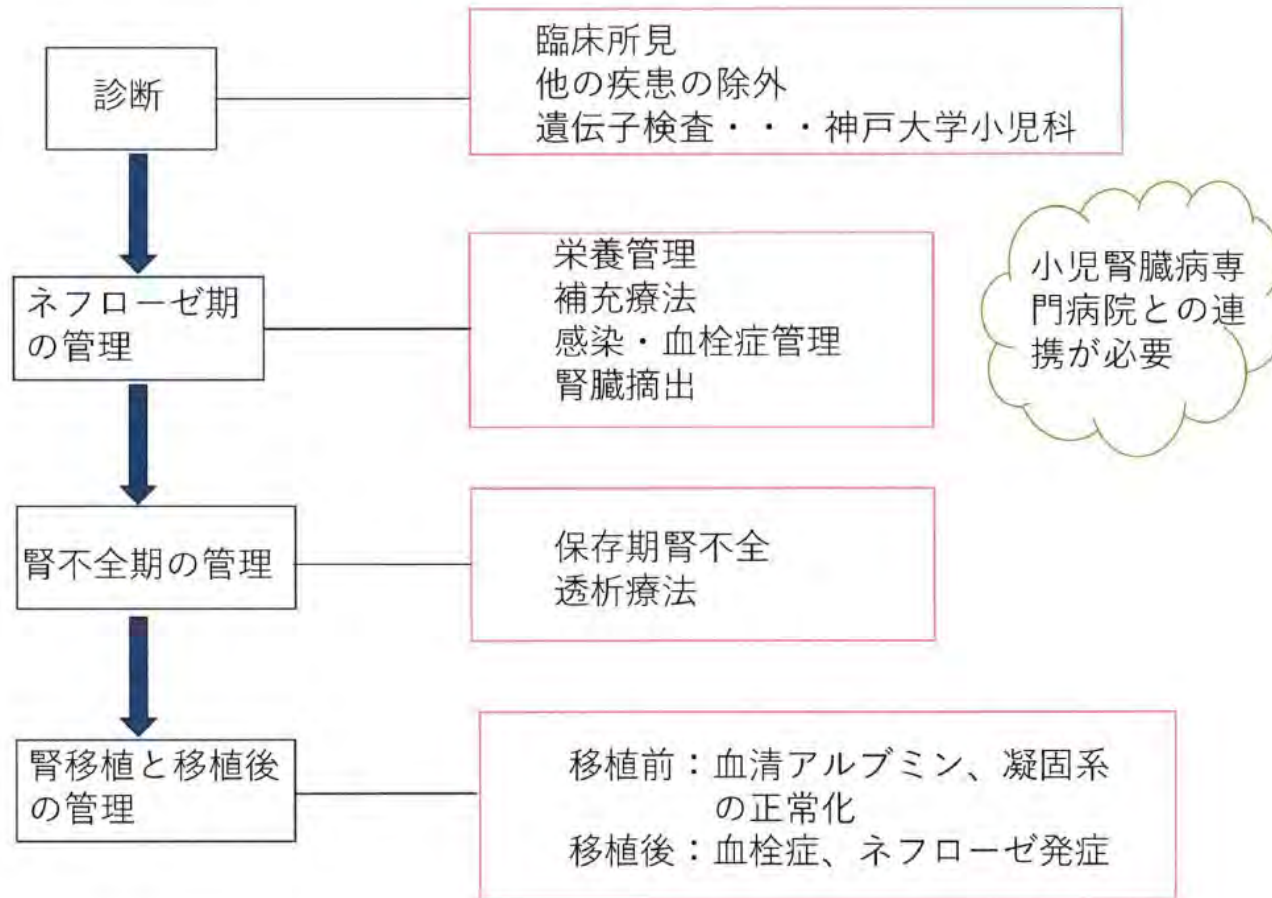 診断
臨床所見
他の疾患の除外
遺伝子検査・・・神戸大学小児科
ネフローゼ期
の管理
栄養管理
補充療法
感染・血栓症管理
腎臓摘出
小児腎臓病専
門病院との連
携が必要
腎不全期の管理
保存期腎不全
透析療法
腎移植と移植後
の管理
移植前：血清アルブミン、凝固系
の正常化
移植後：血栓症、ネフローゼ発症